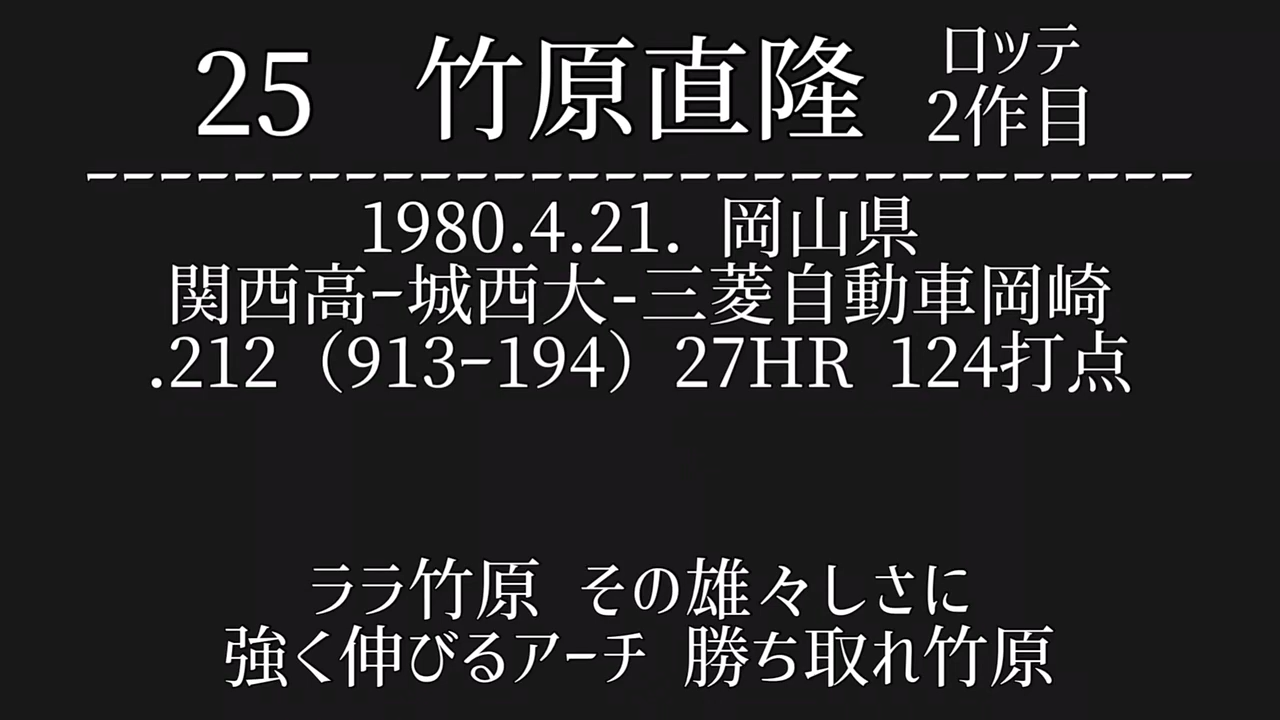 25 竹原直隆 ロッテ 2作目
1980.4.21. 岡山県
関西高-城西大-三菱自動車岡崎
.212（913-194）27HR 124打点
ララ竹原 その雄々しさに
強く伸びるアーチ 勝ち取れ竹原